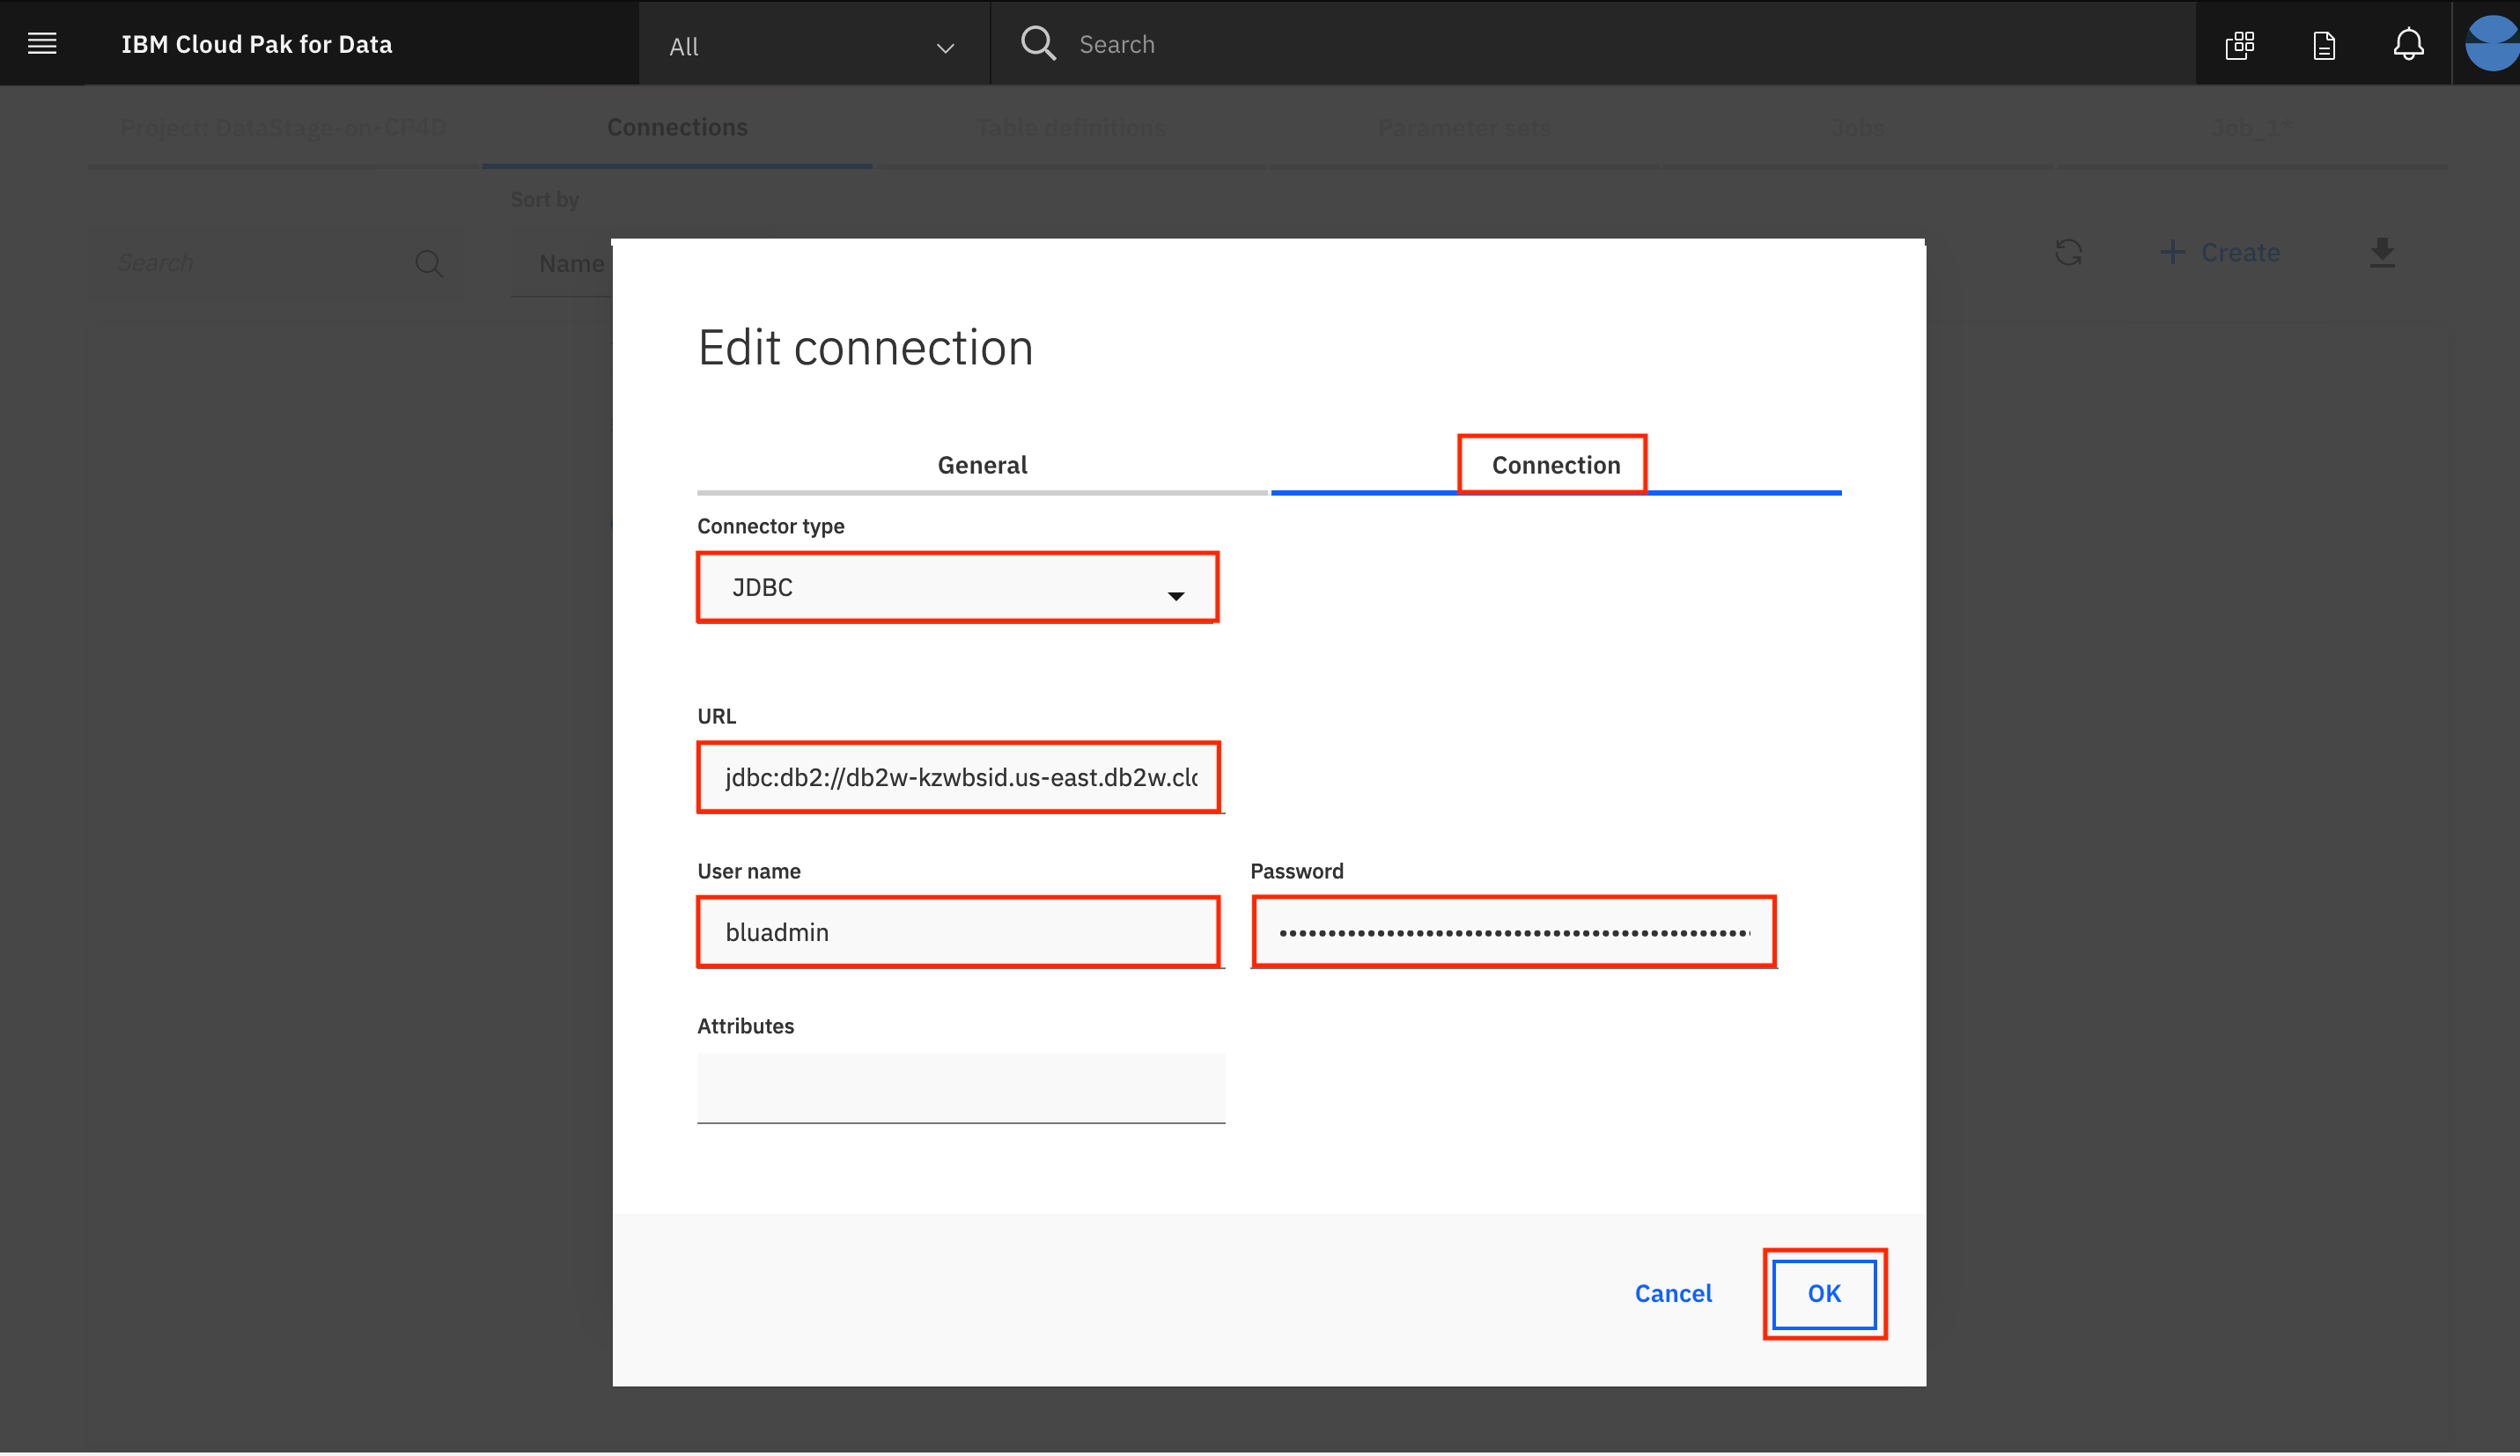 IBM Cloud Pak for Data
All
Search
Project: DataStage-on-CP4D
Connections
Table definitions
Parameter sets
Jobs
Job_1*
Sort by
Search
Name
Create
Edit connection
General
Connection
Connector type
JDBC
URL
jdbc:db2://db2w-kzwbsid.us-east.db2w.clo
User name
Password
bluadmin
Attributes
Cancel
OK